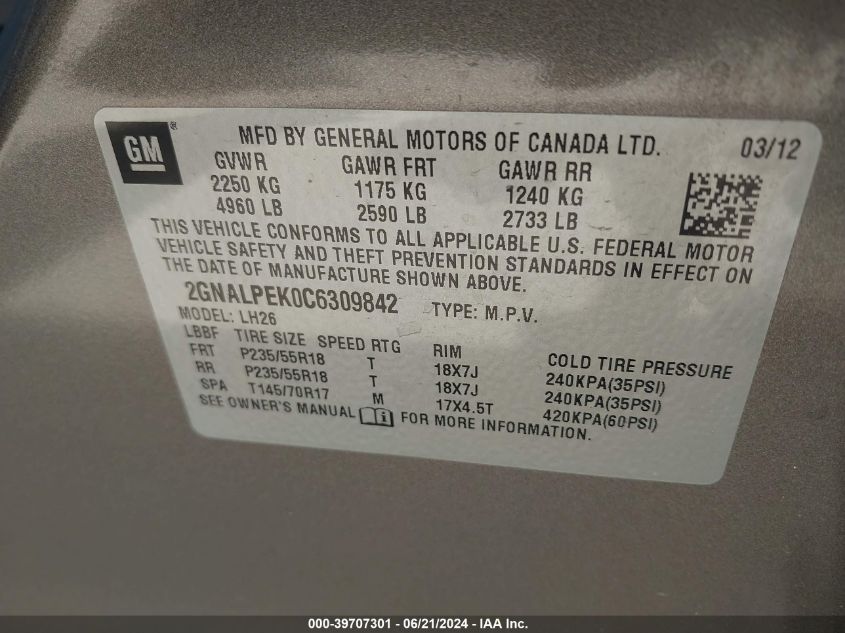 GM® MFD BY GENERAL MOTORS OF CANADA LTD. 03/12
GVWR GAWR FRT GAWR RR
2250 KG 1175 KG 1240 KG
4960 LB 2590 LB 2733 LB
THIS VEHICLE CONFORMS TO ALL APPLICABLE U.S. FEDERAL MOTOR
VEHICLE SAFETY AND THEFT PREVENTION STANDARDS IN EFFECT ON
THE DATE OF MANUFACTURE SHOWN ABOVE.
2GNALPEK0C6309842 TYPE: M.P.V.
MODEL: LH26
LBBF TIRE SIZE SPEED RTG RIM COLD TIRE PRESSURE
FRT P235/55R18 T 18X7J 240KPA(35PSI)
RR P235/55R18 T 18X7J 240KPA(35PSI)
SPA T145/70R17 M 17X4.5T 420KPA(60PSI)
SEE OWNER'S MANUAL FOR MORE INFORMATION.
000-39707301 - 06/21/2024 - IAA Inc.